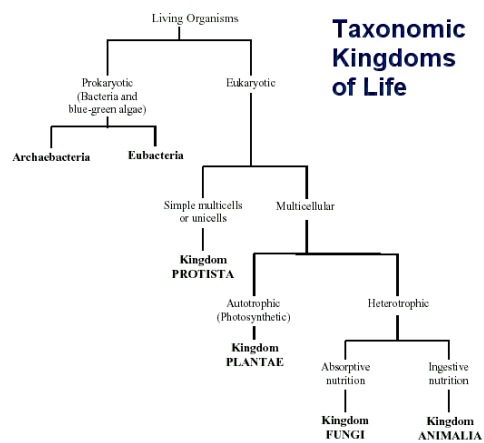 Taxonomic
Kingdoms
of Life
Living Organisms
Prokaryotic
(Bacteria and
blue-green algae)
Eukaryotic
Archaebacteria
Eubacteria
Simple multicells
or unicells
Multicellular
Kingdom
PROTISTA
Autotrophic
(Photosynthetic)
Heterotrophic
Kingdom
PLANTAE
Absorptive
nutrition
Ingestive
nutrition
Kingdom
FUNGI
Kingdom
ANIMALIA